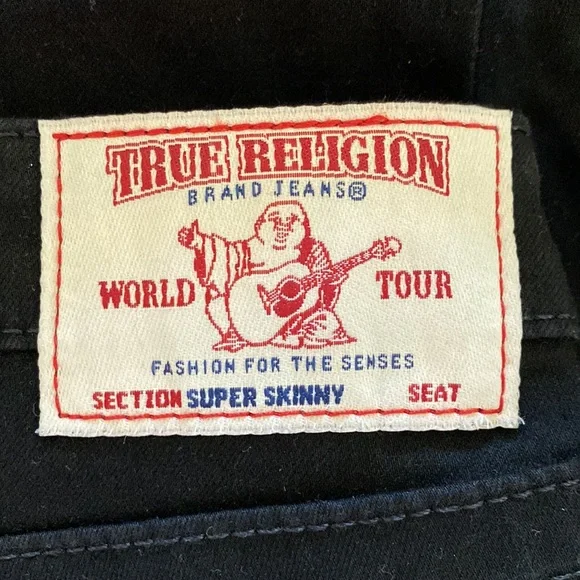 TRUE RELIGION
BRAND JEANS®
WORLD TOUR
FASHION FOR THE SENSES
SECTION SUPER SKINNY SEAT